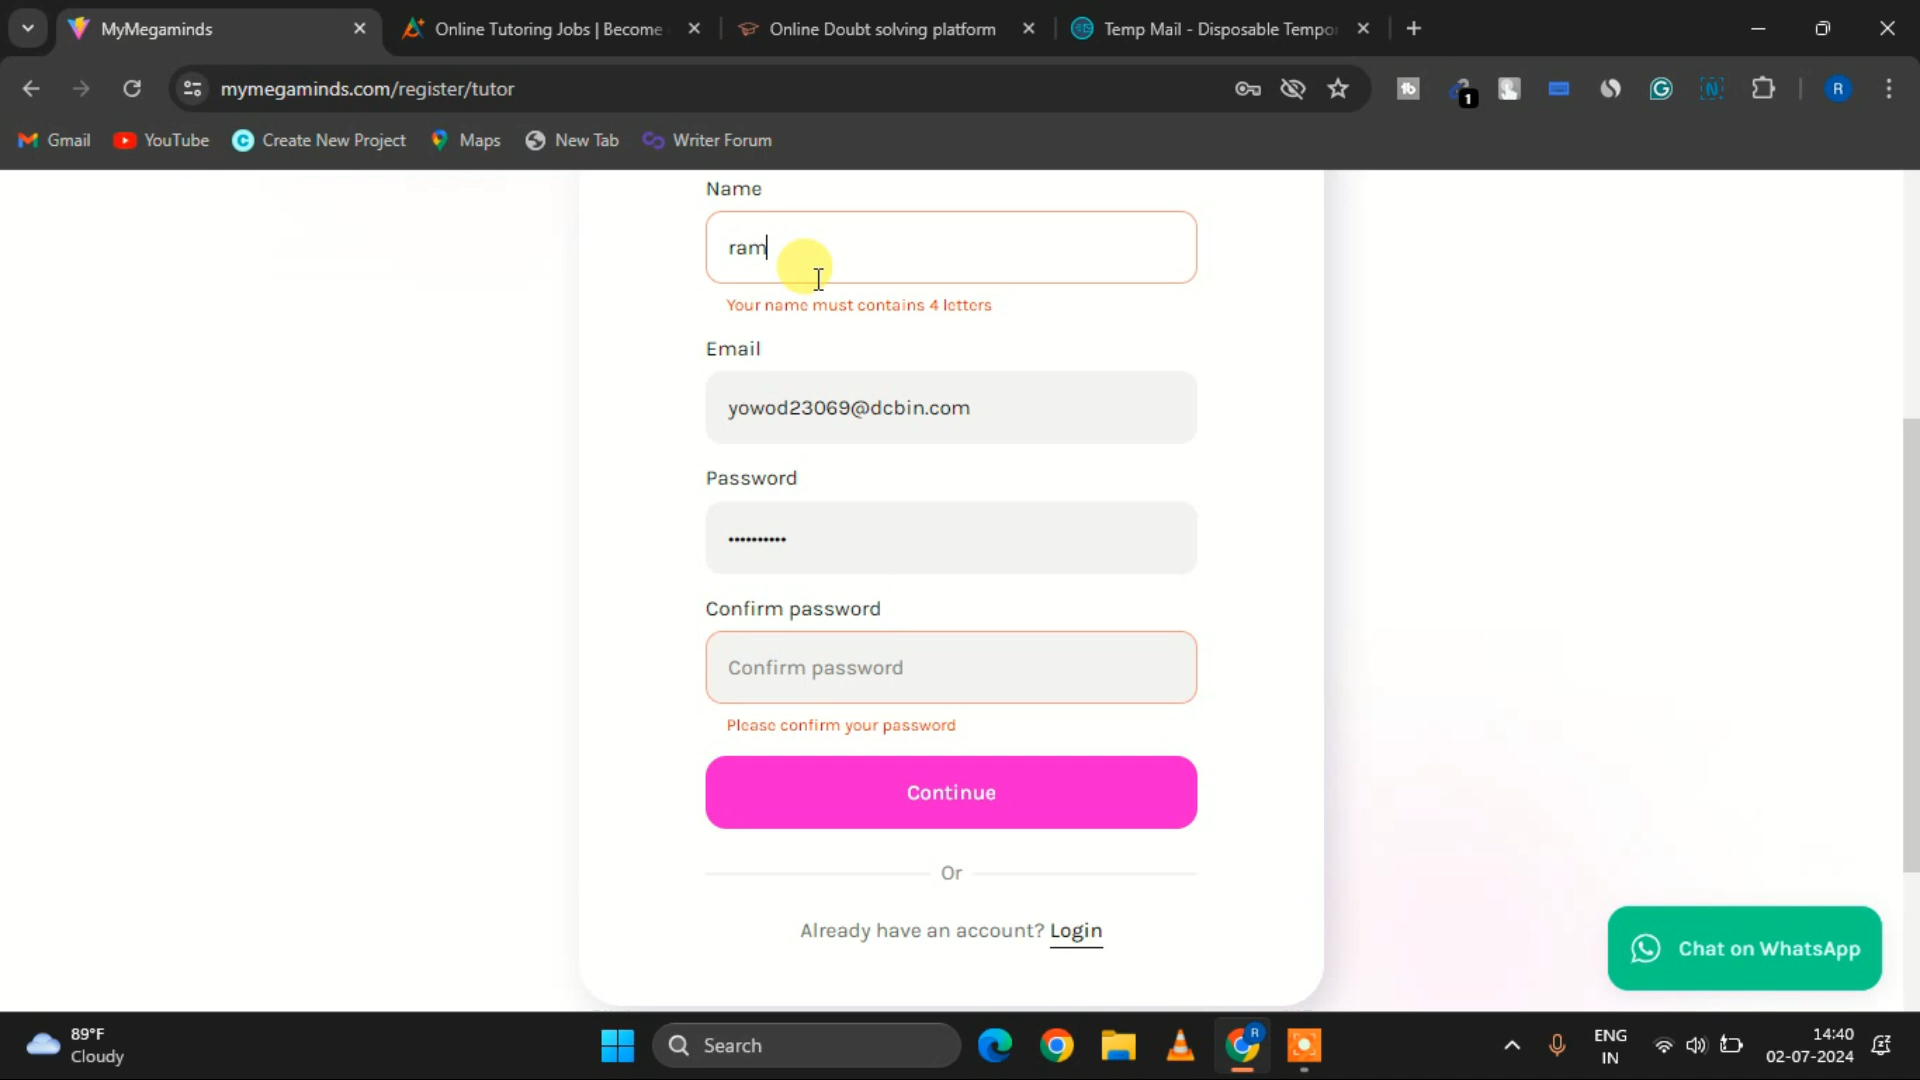 MyMegaminds
Online Tutoring Jobs | Become
Online Doubt solving platform
Temp Mail - Disposable Tempor
mymegaminds.com/register/tutor
1
R
Gmail
YouTube
Create New Project
Maps
New Tab
Writer Forum
Name
ram
Your name must contains 4 letters
Email
yowod23069@dcbin.com
Password
••••••••••
Confirm password
Confirm password
Please confirm your password
Continue
Or
Already have an account? Login
Chat on WhatsApp
89°F
Cloudy
Search
R
ENG
IN
14:40
02-07-2024